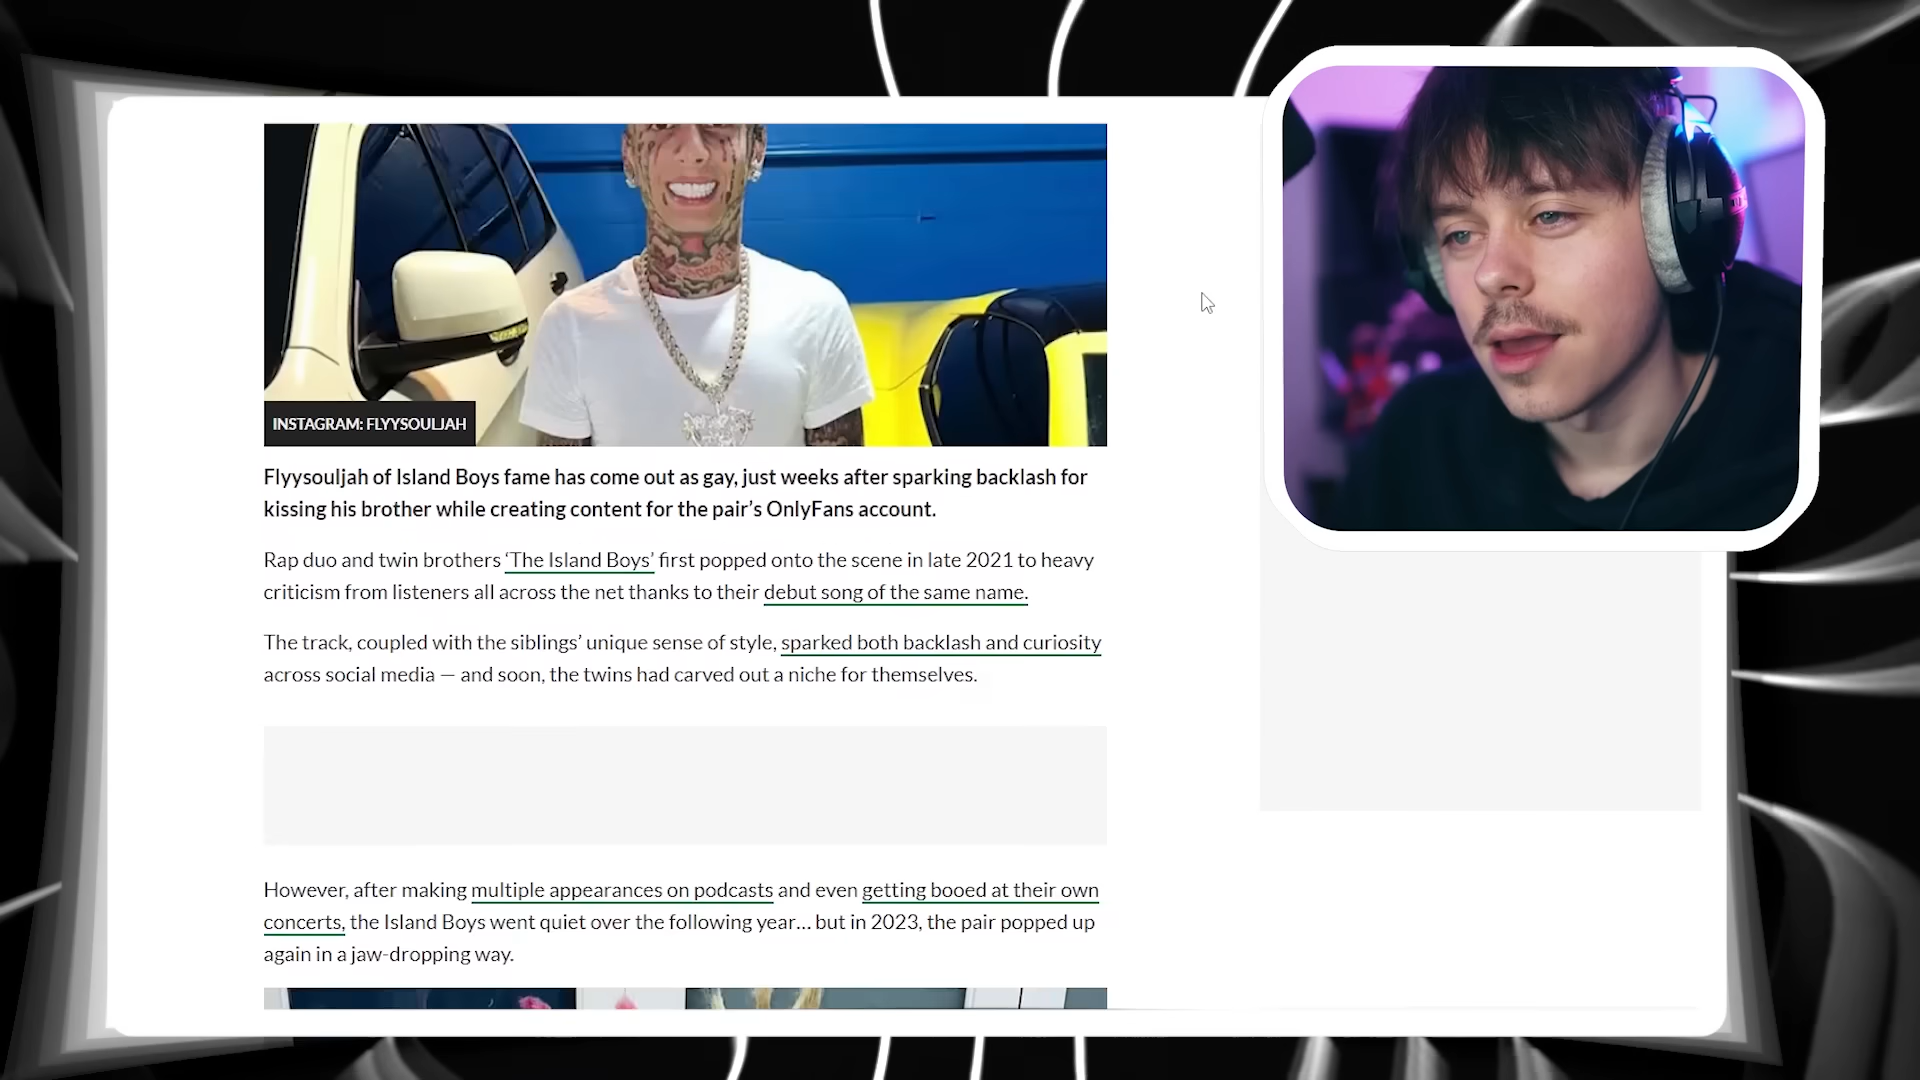 INSTAGRAM: FLYYSOULJAH
Flyysouljah of Island Boys fame has come out as gay, just weeks after sparking backlash for
kissing his brother while creating content for the pair’s OnlyFans account.
Rap duo and twin brothers ‘The Island Boys’ first popped onto the scene in late 2021 to heavy
criticism from listeners all across the net thanks to their debut song of the same name.
The track, coupled with the siblings’ unique sense of style, sparked both backlash and curiosity
across social media — and soon, the twins had carved out a niche for themselves.
However, after making multiple appearances on podcasts and even getting booed at their own
concerts, the Island Boys went quiet over the following year… but in 2023, the pair popped up
again in a jaw-dropping way.